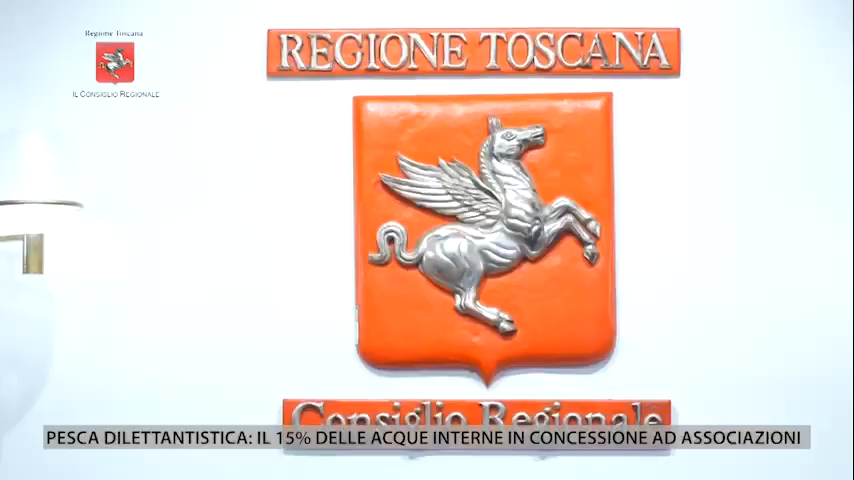 Regione Toscana
IL CONSIGLIO REGIONALE
REGIONE TOSCANA
Consiglio Regionale
PESCA DILETTANTISTICA: IL 15% DELLE ACQUE INTERNE IN CONCESSIONE AD ASSOCIAZIONI